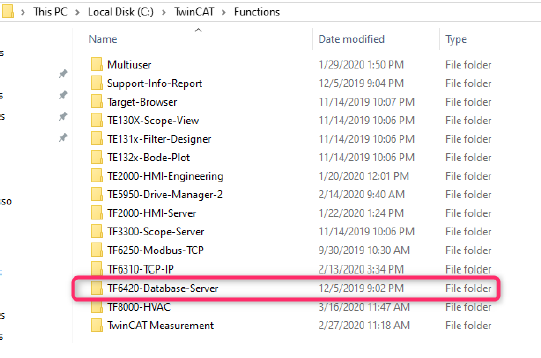 This PC > Local Disk (C:) > TwinCAT > Functions
Name Date modified Type
Multiuser 1/29/2020 1:50 PM File folder
Support-Info-Report 12/5/2019 9:04 PM File folder
Target-Browser 11/14/2019 10:07 PM File folder
TE130X-Scope-View 11/14/2019 10:06 PM File folder
TE131x-Filter-Designer 11/14/2019 10:06 PM File folder
TE132x-Bode-Plot 11/14/2019 10:06 PM File folder
TE2000-HMI-Engineering 1/20/2020 12:01 PM File folder
TE5950-Drive-Manager-2 2/14/2020 9:40 AM File folder
TF2000-HMI-Server 1/22/2020 1:24 PM File folder
TF3300-Scope-Server 11/14/2019 10:06 PM File folder
TF6250-Modbus-TCP 9/30/2019 10:30 AM File folder
TF6310-TCP-IP 2/13/2020 3:34 PM File folder
TF6420-Database-Server 12/5/2019 9:02 PM File folder
TF8000-HVAC 3/16/2020 11:47 AM File folder
TwinCAT Measurement 2/27/2020 11:18 AM File folder